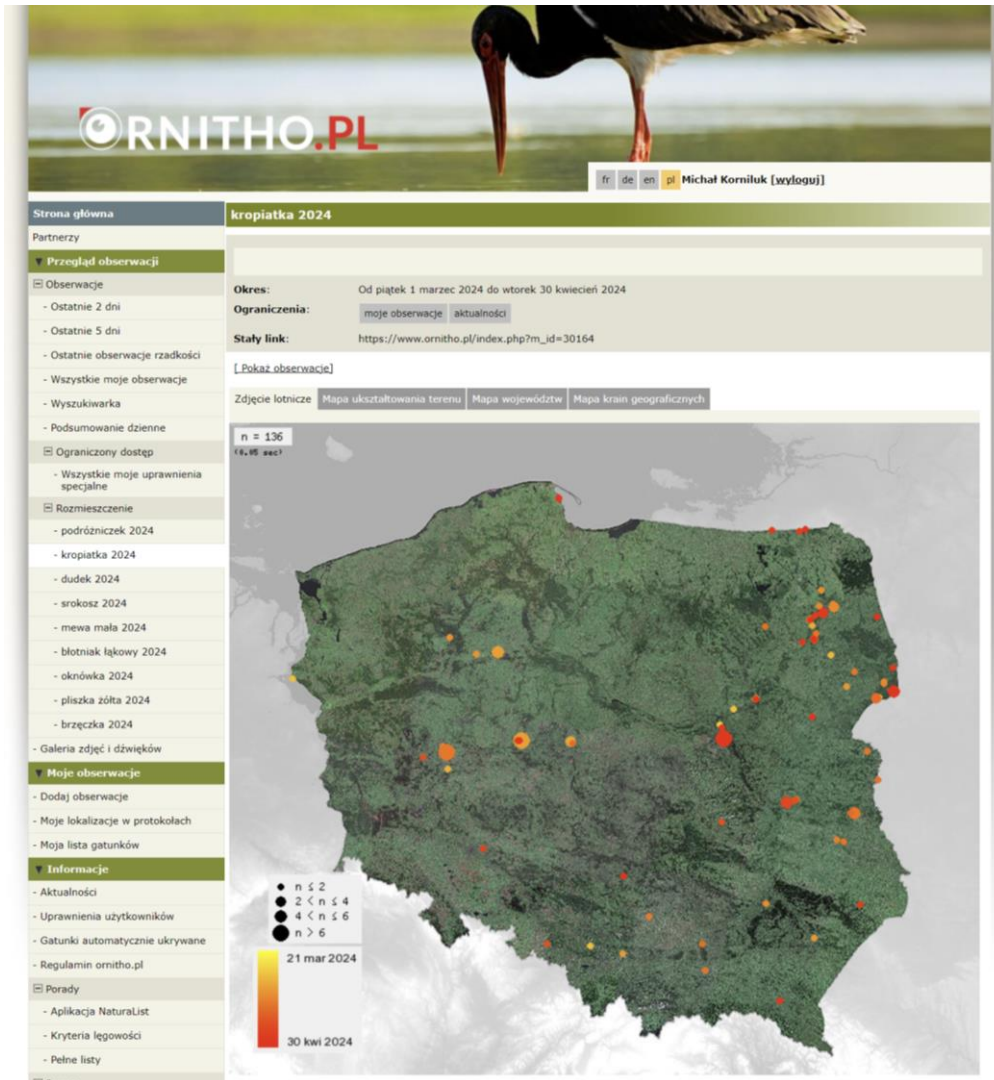 ORNITHO.PL
fr de en pl Michał Korniluk [wyloguj]
Strona główna
Partnerzy
Przegląd obserwacji
Obserwacje
- Ostatnie 2 dni
- Ostatnie 5 dni
- Ostatnie obserwacje rzadkości
- Wszystkie moje obserwacje
- Wyszukiwarka
- Podsumowanie dzienne
Ograniczony dostęp
- Wszystkie moje uprawnienia
specjalne
Rozmieszczenie
- podróżniczek 2024
- kropiatka 2024
- dudek 2024
- srokosz 2024
- mewa mała 2024
- błotniak łąkowy 2024
- oknówka 2024
- pliszka żółta 2024
- brzęczka 2024
- Galeria zdjęć i dźwięków
Moje obserwacje
- Dodaj obserwacje
- Moje lokalizacje w protokołach
- Moja lista gatunków
Informacje
- Aktualności
- Uprawnienia użytkowników
- Gatunki automatycznie ukrywane
- Regulamin ornitho.pl
Porady
- Aplikacja NaturaList
- Kryteria lęgowości
- Pełne listy
kropiatka 2024
Okres: Od piątek 1 marzec 2024 do wtorek 30 kwiecień 2024
Ograniczenia: moje obserwacje aktualności
Stały link: https://www.ornitho.pl/index.php?m_id=30164
[ Pokaż obserwacje]
Zdjęcie lotnicze Mapa ukształtowania terenu Mapa województw Mapa krain geograficznych
n = 136
(0.05 sec)
n ≤ 2
2 < n ≤ 4
4 < n ≤ 6
n > 6
21 mar 2024
30 kwi 2024